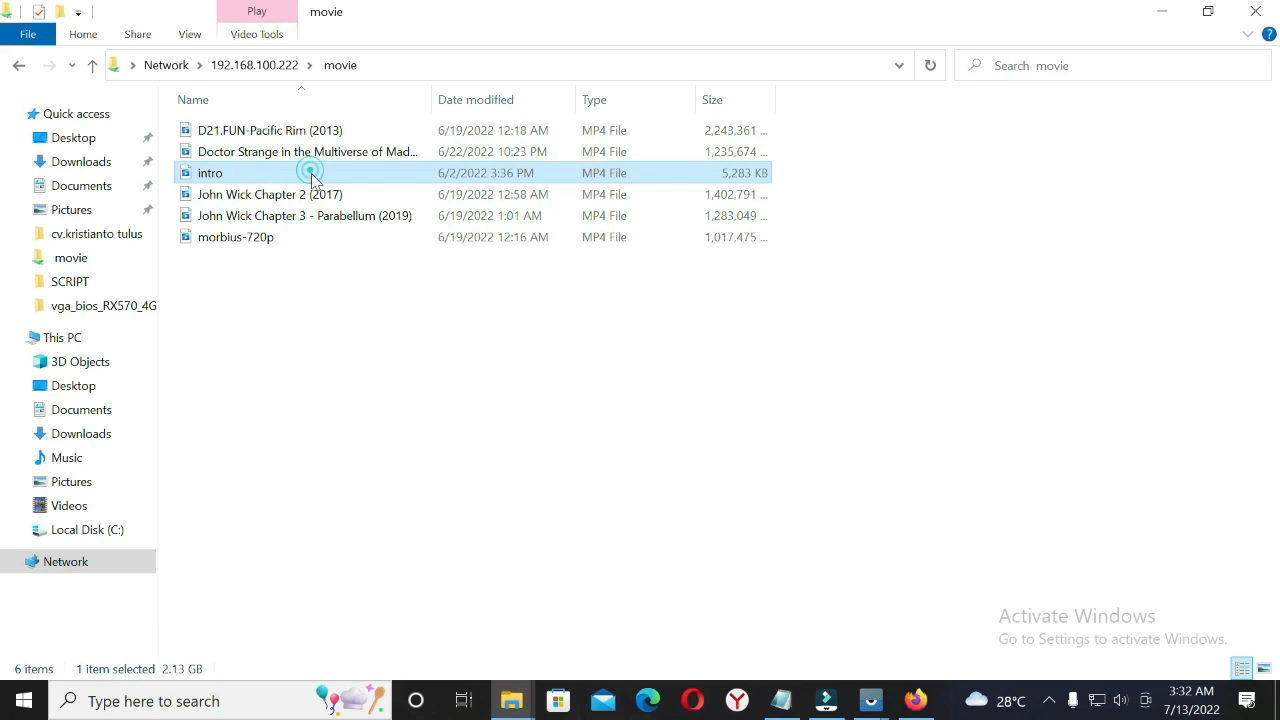 Play
movie
File
Home
Share
View
Video Tools
Network
192.168.100.222
movie
Search movie
Name
Date modified
Type
Size
D21.FUN-Pacific Rim (2013)
6/19/2022 12:18 AM
MP4 File
2,243,361 ...
Doctor Strange in the Multiverse of Mad...
6/22/2022 10:23 PM
MP4 File
1,235,674 ...
intro
6/2/2022 3:36 PM
MP4 File
5,283 KB
John Wick Chapter 2 (2017)
6/19/2022 12:58 AM
MP4 File
1,402,791 ...
John Wick Chapter 3 - Parabellum (2019)
6/19/2022 1:01 AM
MP4 File
1,283,049 ...
morbius-720p
6/19/2022 12:16 AM
MP4 File
1,017,475 ...
Quick access
Desktop
Downloads
Documents
Pictures
cv.kristianto tulus
movie
SCRIPT
vga_bios_RX570_4G
This PC
3D Objects
Desktop
Documents
Downloads
Music
Pictures
Videos
Local Disk (C:)
Network
Activate Windows
Go to Settings to activate Windows.
6 items
1 item selected 2.13 GB
Type here to search
28°C
3:32 AM
7/13/2022